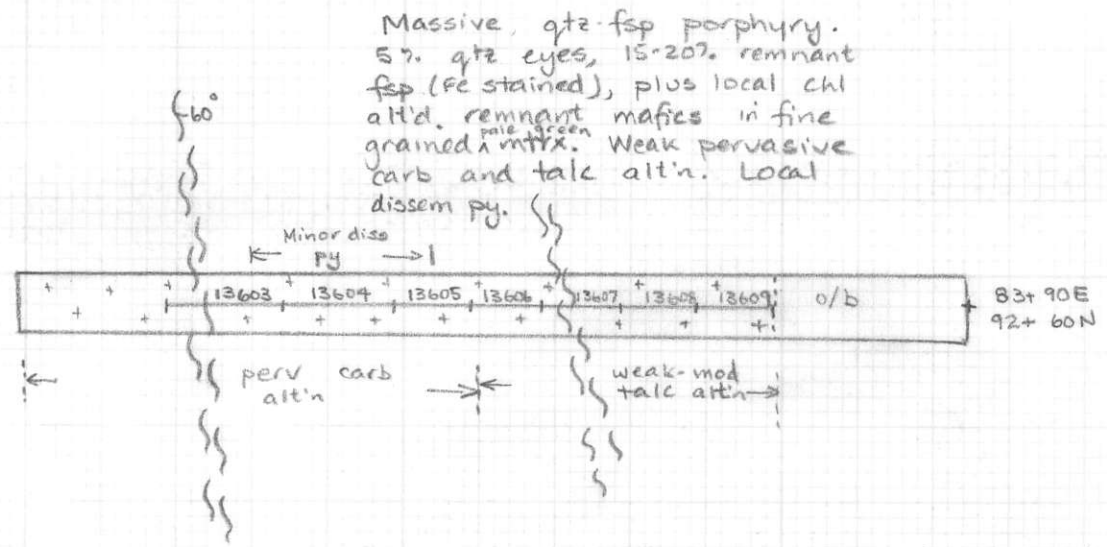 Massive qtz-fsp porphyry.
5% qtz eyes, 15-20% remnant
fsp (Fe stained), plus local chl
alt'd. remnant mafics in fine
grained ^ pale green mtrx. Weak pervasive
carb and talc alt'n. Local
dissem py.
60°
Minor diss
py
13603 13604 13605 13606 13607 13608 13609 o/b
83+90E
92+60N
perv carb
alt'n
weak-mod
talc alt'n